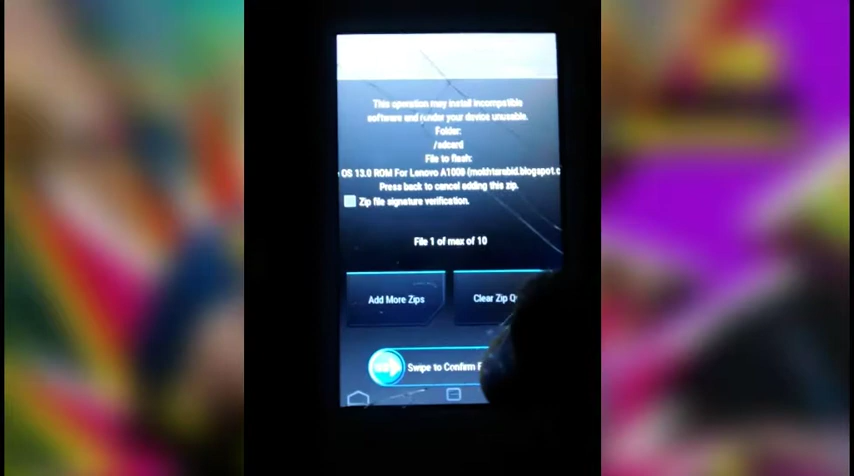 This operation may install incompatible
software and render your device unusable.
Folder:
/sdcard
File to flash:
OS 13.0 ROM For Lenovo A1000 (mokhtarabid.blogspot.c
Press back to cancel adding this zip.
Zip file signature verification.
File 1 of max of 10
Add More Zips
Clear Zip Q
Swipe to Confirm F